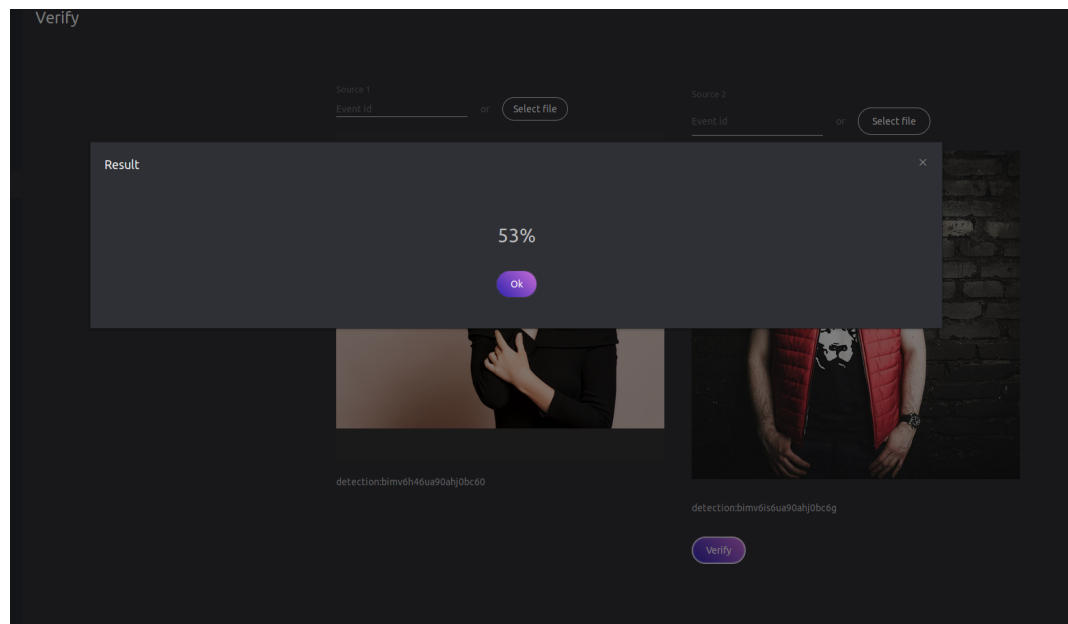 Verify
Source 1
Event id
or
Select file
Source 2
Event id
or
Select file
Result
×
53%
Ok
detection:bimv6h46ua90ahj0bc60
detection:bimv6is6ua90ahj0bc6g
Verify